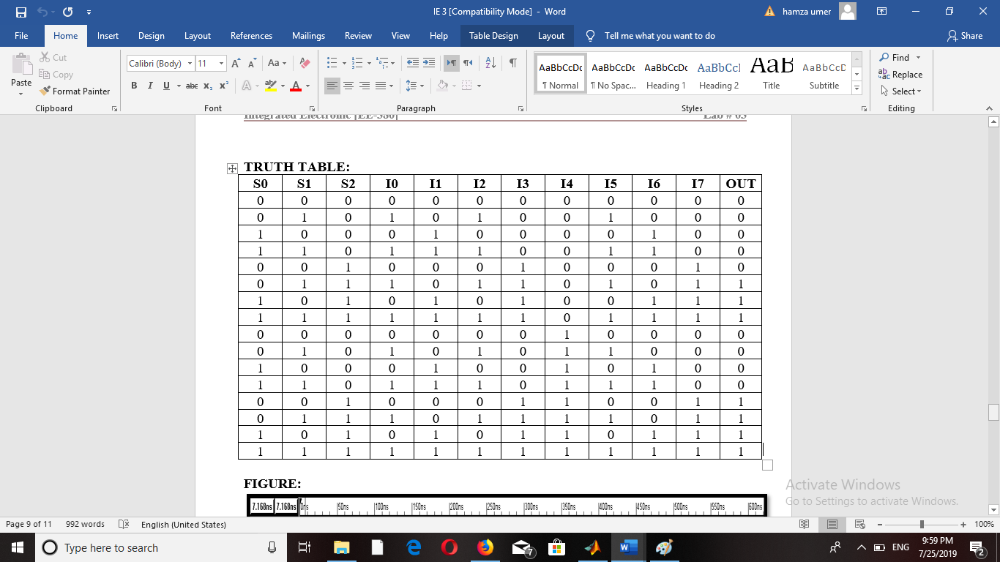 IE 3 [Compatibility Mode] - Word
hamza umer
File Home Insert Design Layout References Mailings Review View Help Table Design Layout Tell me what you want to do Share
Paste
Cut
Copy
Format Painter
Clipboard
Calibri (Body) 11 A A Aa
B I U abc x₂ x² A ab A
Font
Paragraph
AaBbCcDc AaBbCcDc AaBbCcDc AaBbCcI AaB AaBbCcD
¶ Normal ¶ No Spac... Heading 1 Heading 2 Title Subtitle
Styles
Find
Replace
Select
Editing
Integrated Electronic [EE-380] Lab # 03
TRUTH TABLE:
S0 S1 S2 I0 I1 I2 I3 I4 I5 I6 I7 OUT
0 0 0 0 0 0 0 0 0 0 0 0
0 1 0 1 0 1 0 0 1 0 0 0
1 0 0 0 1 0 0 0 0 1 0 0
1 1 0 1 1 1 0 0 1 1 0 0
0 0 1 0 0 0 1 0 0 0 1 0
0 1 1 1 0 1 1 0 1 0 1 1
1 0 1 0 1 0 1 0 0 1 1 1
1 1 1 1 1 1 1 0 1 1 1 1
0 0 0 0 0 0 0 1 0 0 0 0
0 1 0 1 0 1 0 1 1 0 0 0
1 0 0 0 1 0 0 1 0 1 0 0
1 1 0 1 1 1 0 1 1 1 0 0
0 0 1 0 0 0 1 1 0 0 1 1
0 1 1 1 0 1 1 1 1 0 1 1
1 0 1 0 1 0 1 1 0 1 1 1
1 1 1 1 1 1 1 1 1 1 1 1
FIGURE:
7.168ns 7.168ns 0ns 50ns 100ns 150ns 200ns 250ns 300ns 350ns 400ns 450ns 500ns 550ns 600ns
Activate Windows
Go to Settings to activate Windows.
Page 9 of 11 992 words English (United States) 100%
Type here to search
7
ENG
9:59 PM
7/25/2019
2